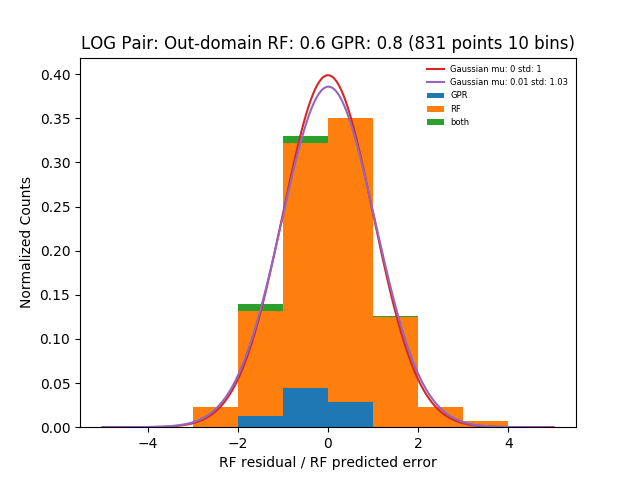 LOG Pair: Out-domain RF: 0.6 GPR: 0.8 (831 points 10 bins)
Gaussian mu: 0 std: 1
Gaussian mu: 0.01 std: 1.03
GPR
RF
both
Normalized Counts
0.40
0.35
0.30
0.25
0.20
0.15
0.10
0.05
0.00
−4 −2 0 2 4
RF residual / RF predicted error